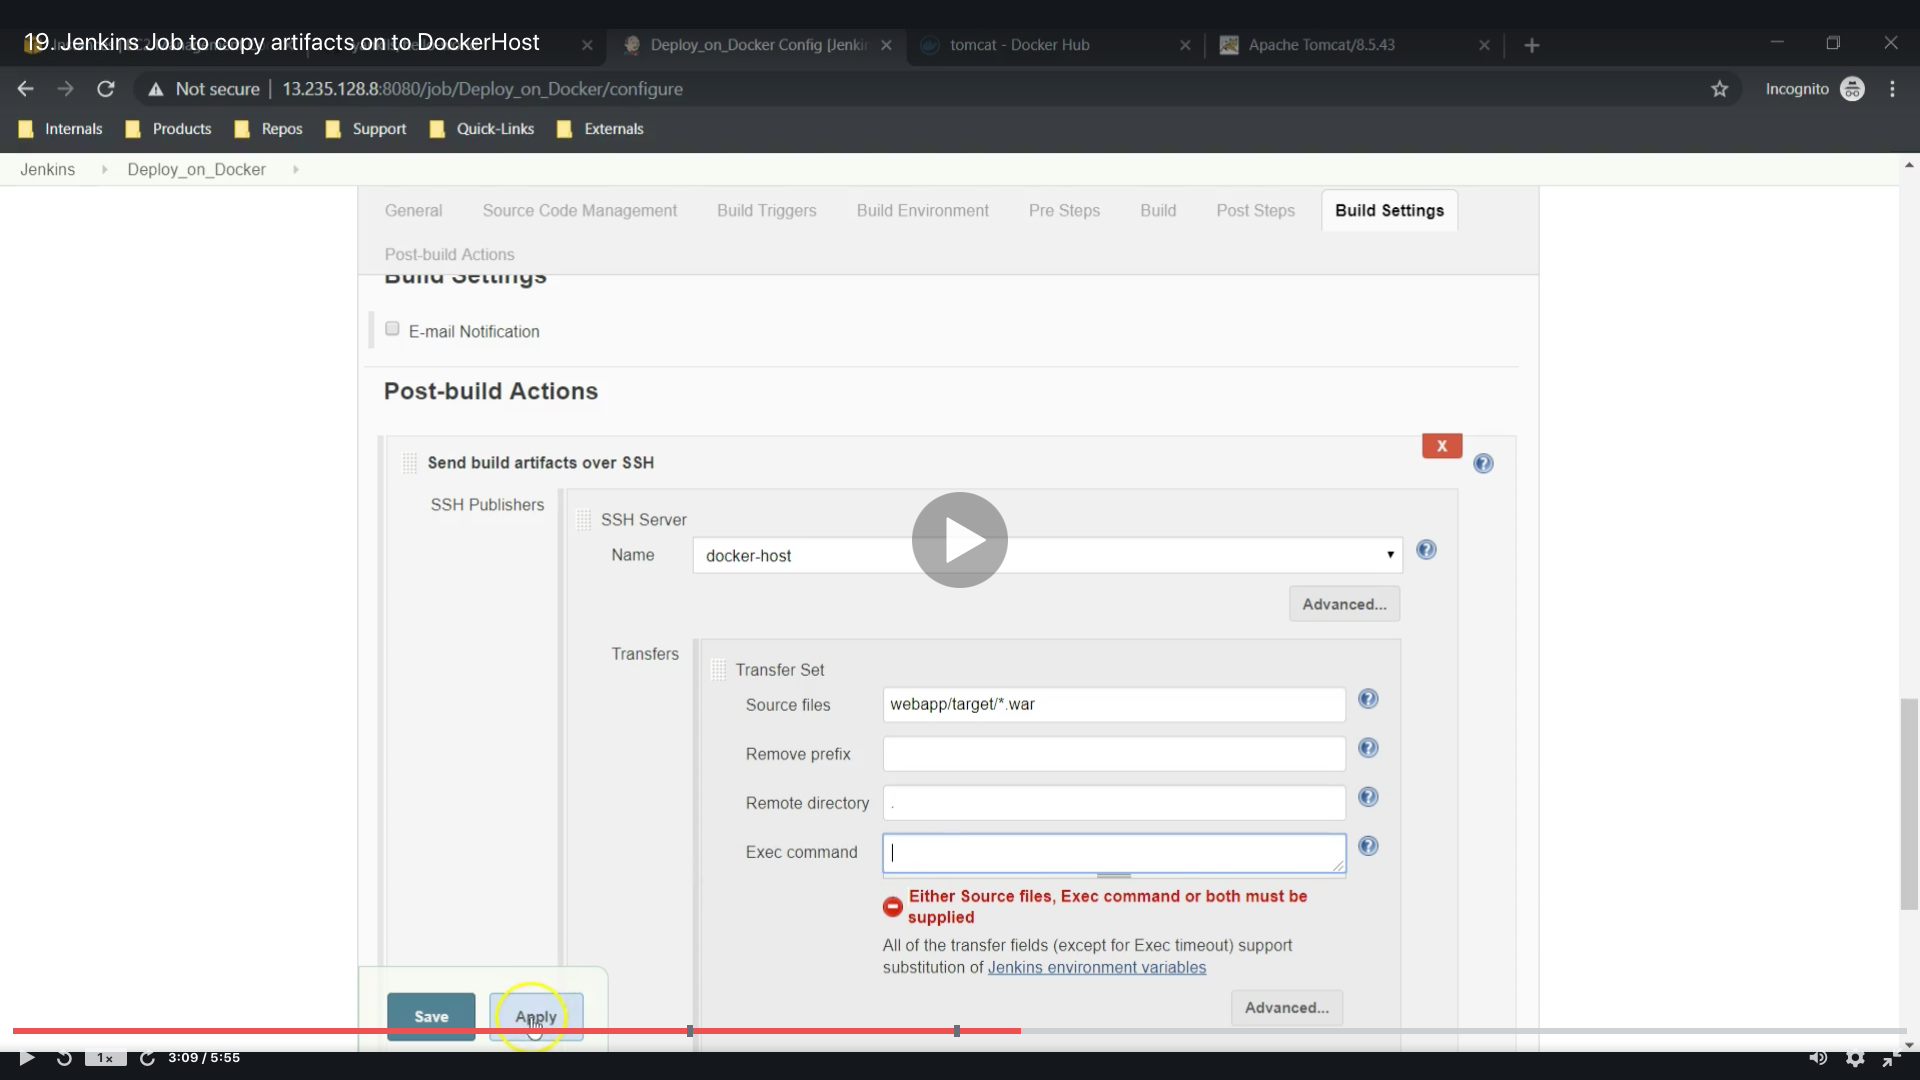 19. Jenkins Job to copy artifacts on to DockerHost
Deploy_on_Docker Config [Jenki
tomcat - Docker Hub
Apache Tomcat/8.5.43
Not secure | 13.235.128.8:8080/job/Deploy_on_Docker/configure
Incognito
Internals
Products
Repos
Support
Quick-Links
Externals
Jenkins
Deploy_on_Docker
General
Source Code Management
Build Triggers
Build Environment
Pre Steps
Build
Post Steps
Build Settings
Post-build Actions
Build Settings
E-mail Notification
Post-build Actions
X
Send build artifacts over SSH
SSH Publishers
SSH Server
Name
docker-host
Advanced...
Transfers
Transfer Set
Source files
webapp/target/*.war
Remove prefix
Remote directory
.
Exec command
Either Source files, Exec command or both must be
supplied
All of the transfer fields (except for Exec timeout) support
substitution of Jenkins environment variables
Advanced...
Save
Apply
1x
3:09 / 5:55